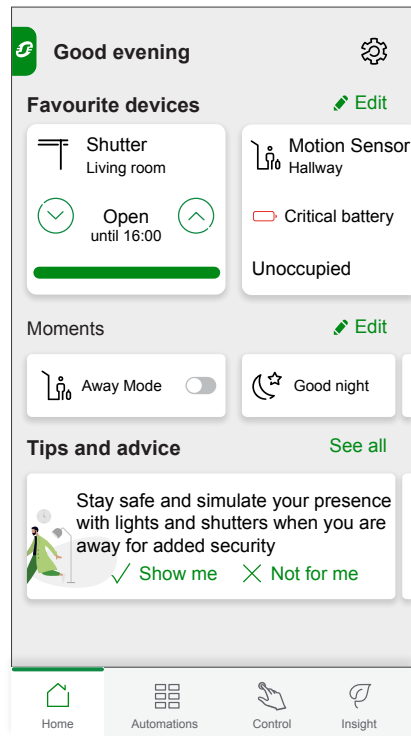 Good evening
Favourite devices
Edit
Shutter
Living room
Open
until 16:00
Motion Sensor
Hallway
Critical battery
Unoccupied
Moments
Edit
Away Mode
Good night
Tips and advice
See all
Stay safe and simulate your presence
with lights and shutters when you are
away for added security
Show me
Not for me
Home
Automations
Control
Insight